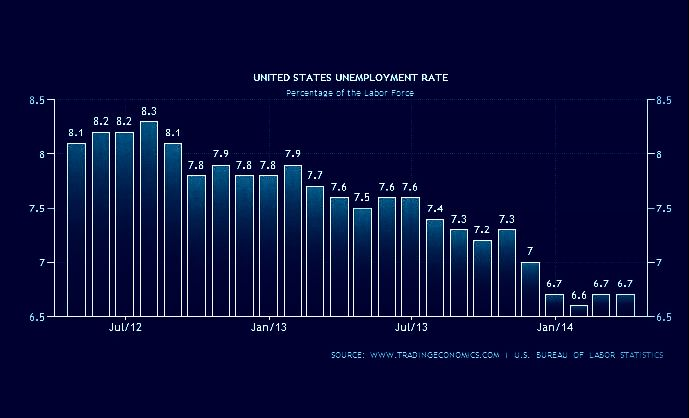 UNITED STATES UNEMPLOYMENT RATE
Percentage of the Labor Force
8.5 8.5
8.3
8.2 8.2
8.1 8.1
8 8
7.9 7.9
7.8 7.8 7.8
7.7
7.6 7.6 7.6
7.5 7.5 7.5
7.4
7.3 7.3
7.2
7
7 7
6.7 6.7 6.7
6.6
6.5 6.5
Jul/12 Jan/13 Jul/13 Jan/14
SOURCE: WWW.TRADINGECONOMICS.COM | U.S. BUREAU OF LABOR STATISTICS